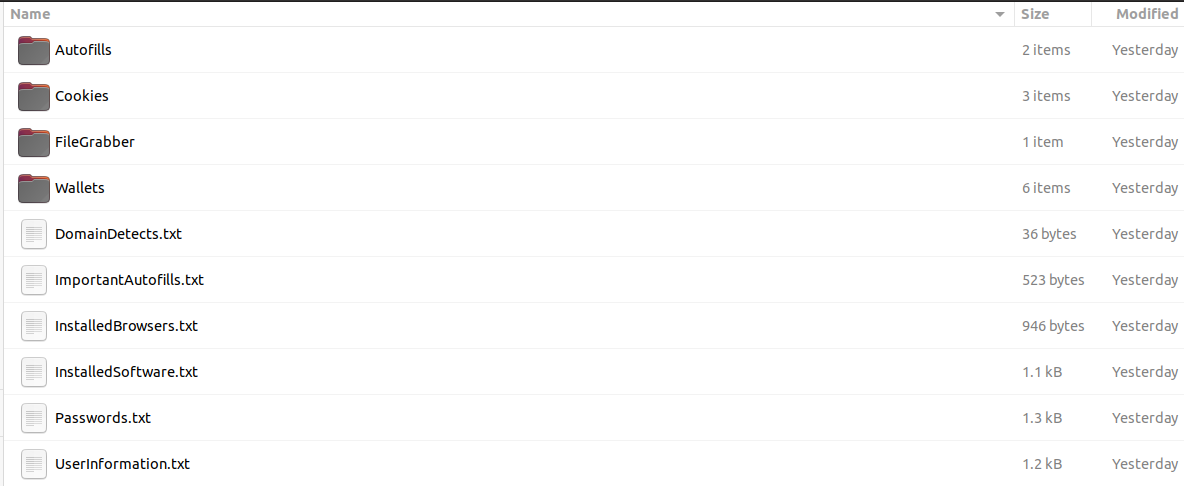 Name Size Modified
Autofills 2 items Yesterday
Cookies 3 items Yesterday
FileGrabber 1 item Yesterday
Wallets 6 items Yesterday
DomainDetects.txt 36 bytes Yesterday
ImportantAutofills.txt 523 bytes Yesterday
InstalledBrowsers.txt 946 bytes Yesterday
InstalledSoftware.txt 1.1 kB Yesterday
Passwords.txt 1.3 kB Yesterday
UserInformation.txt 1.2 kB Yesterday